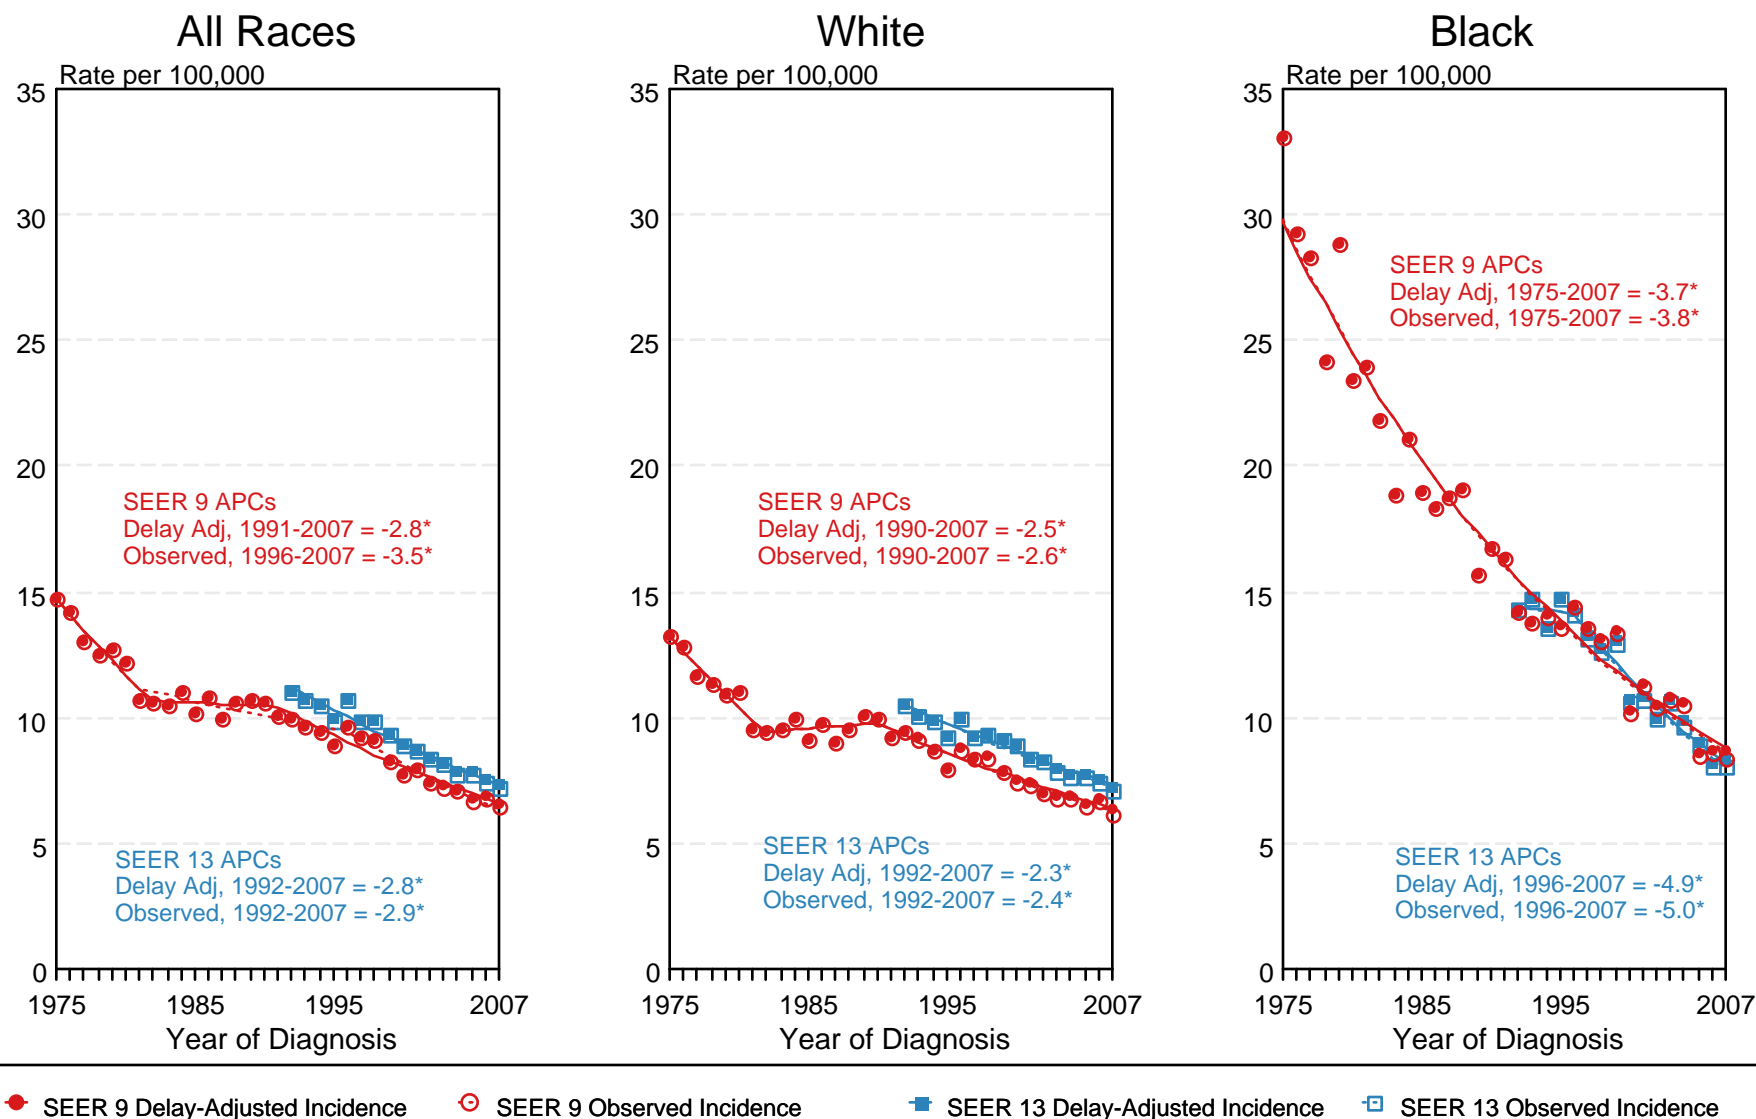 All Races
Rate per 100,000
35
30
25
20
15
10
5
0
SEER 9 APCs
Delay Adj, 1991-2007 = -2.8*
Observed, 1996-2007 = -3.5*
SEER 13 APCs
Delay Adj, 1992-2007 = -2.8*
Observed, 1992-2007 = -2.9*
1975 1985 1995 2007
Year of Diagnosis
White
Rate per 100,000
35
30
25
20
15
10
5
0
SEER 9 APCs
Delay Adj, 1990-2007 = -2.5*
Observed, 1990-2007 = -2.6*
SEER 13 APCs
Delay Adj, 1992-2007 = -2.3*
Observed, 1992-2007 = -2.4*
1975 1985 1995 2007
Year of Diagnosis
Black
Rate per 100,000
35
30
25
20
15
10
5
0
SEER 9 APCs
Delay Adj, 1975-2007 = -3.7*
Observed, 1975-2007 = -3.8*
SEER 13 APCs
Delay Adj, 1996-2007 = -4.9*
Observed, 1996-2007 = -5.0*
1975 1985 1995 2007
Year of Diagnosis
SEER 9 Delay-Adjusted Incidence SEER 9 Observed Incidence SEER 13 Delay-Adjusted Incidence SEER 13 Observed Incidence